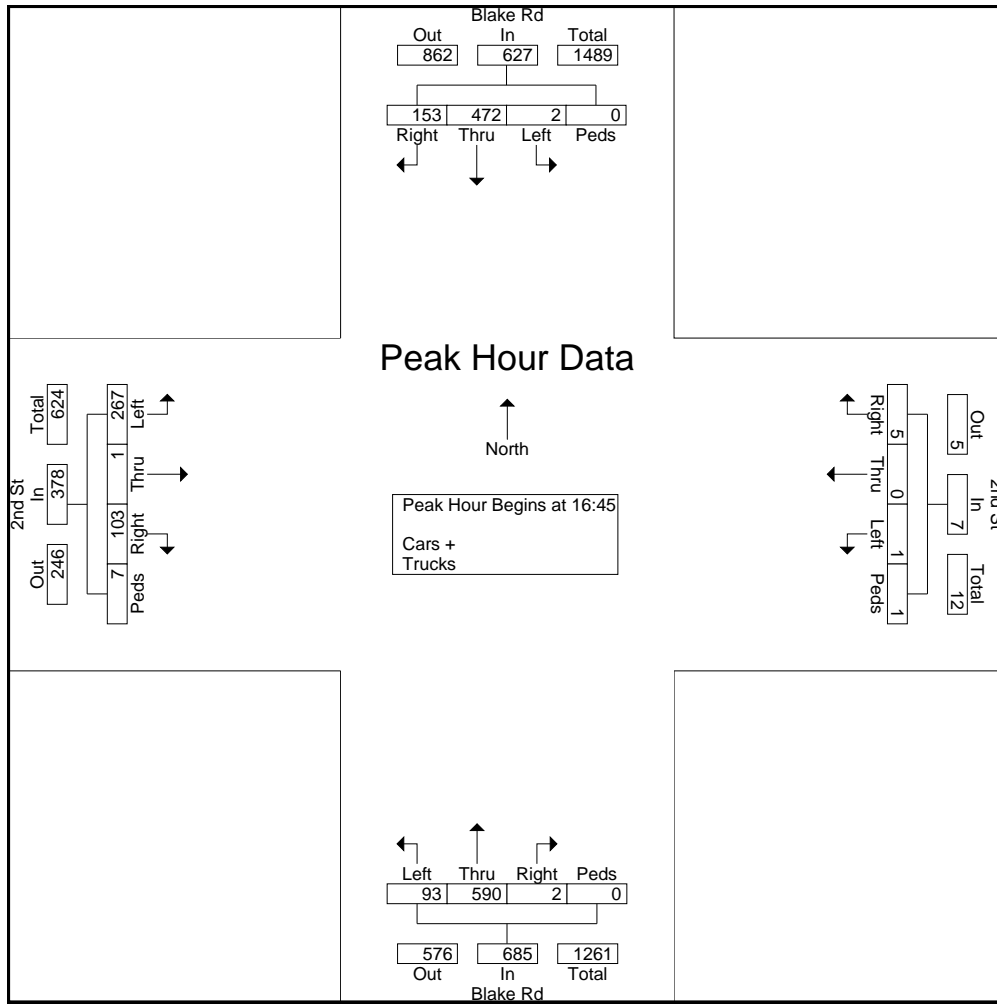 Blake Rd
Out In Total
862 627 1489
153 472 2 0
Right Thru Left Peds
Peak Hour Data
North
Peak Hour Begins at 16:45
Cars +
Trucks
2nd St
Out In Total
246 378 624
7 103 1 267
Peds Right Thru Left
2nd St
Out In Total
5 7 12
5 0 1 1
Right Thru Left Peds
Left Thru Right Peds
93 590 2 0
576 685 1261
Out In Total
Blake Rd